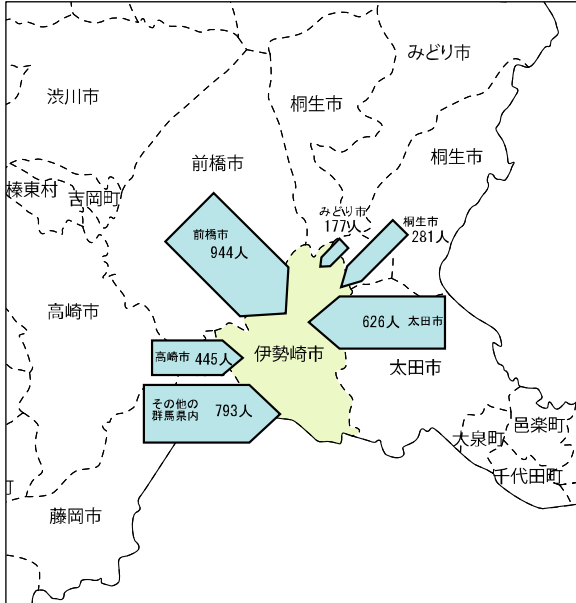 みどり市
渋川市
桐生市
前橋市
桐生市
榛東村
吉岡町
みどり市
177人
桐生市
281人
前橋市
944人
高崎市
626人 太田市
伊勢崎市
高崎市 445人
太田市
その他の
群馬県内
793人
邑楽町
大泉町
千代田町
町
藤岡市